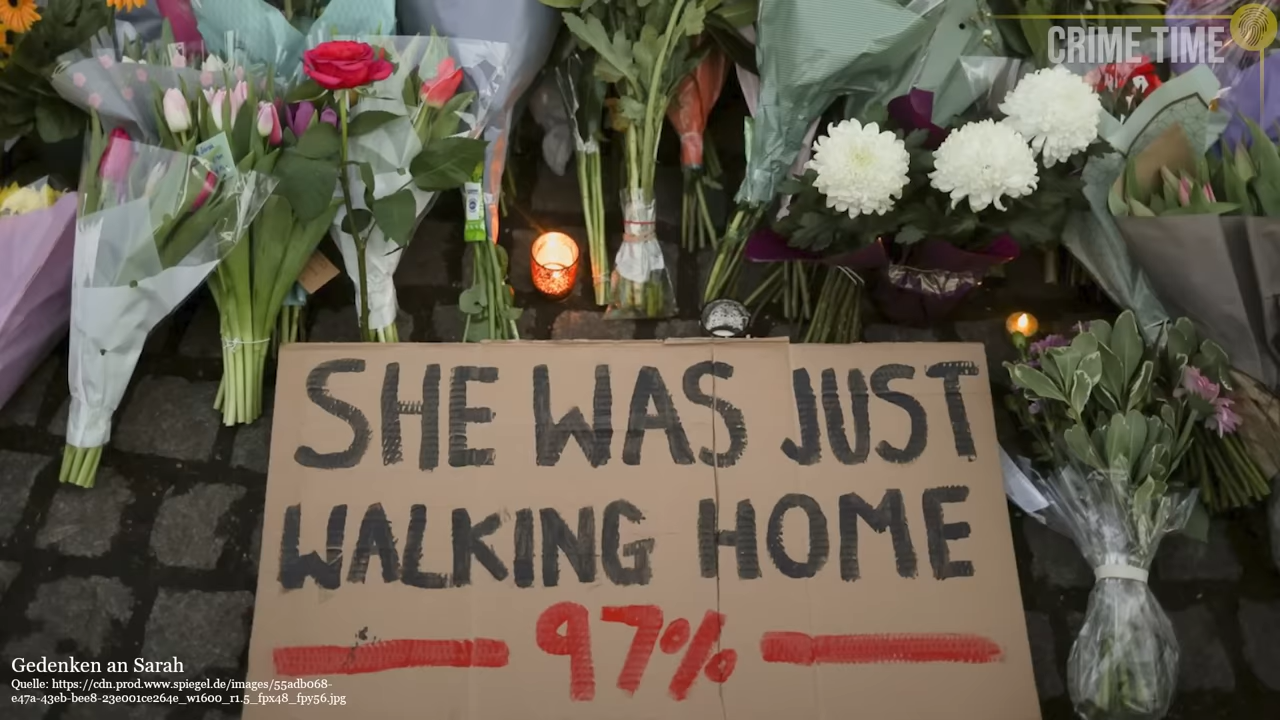 CRIME TIME
SHE WAS JUST
WALKING HOME
97%
Gedenken an Sarah
Quelle: https://cdn.prod.www.spiegel.de/images/55adb068-
e47a-43eb-bee8-23e001ce264e_w1600_r1.5_fpx48_fpy56.jpg